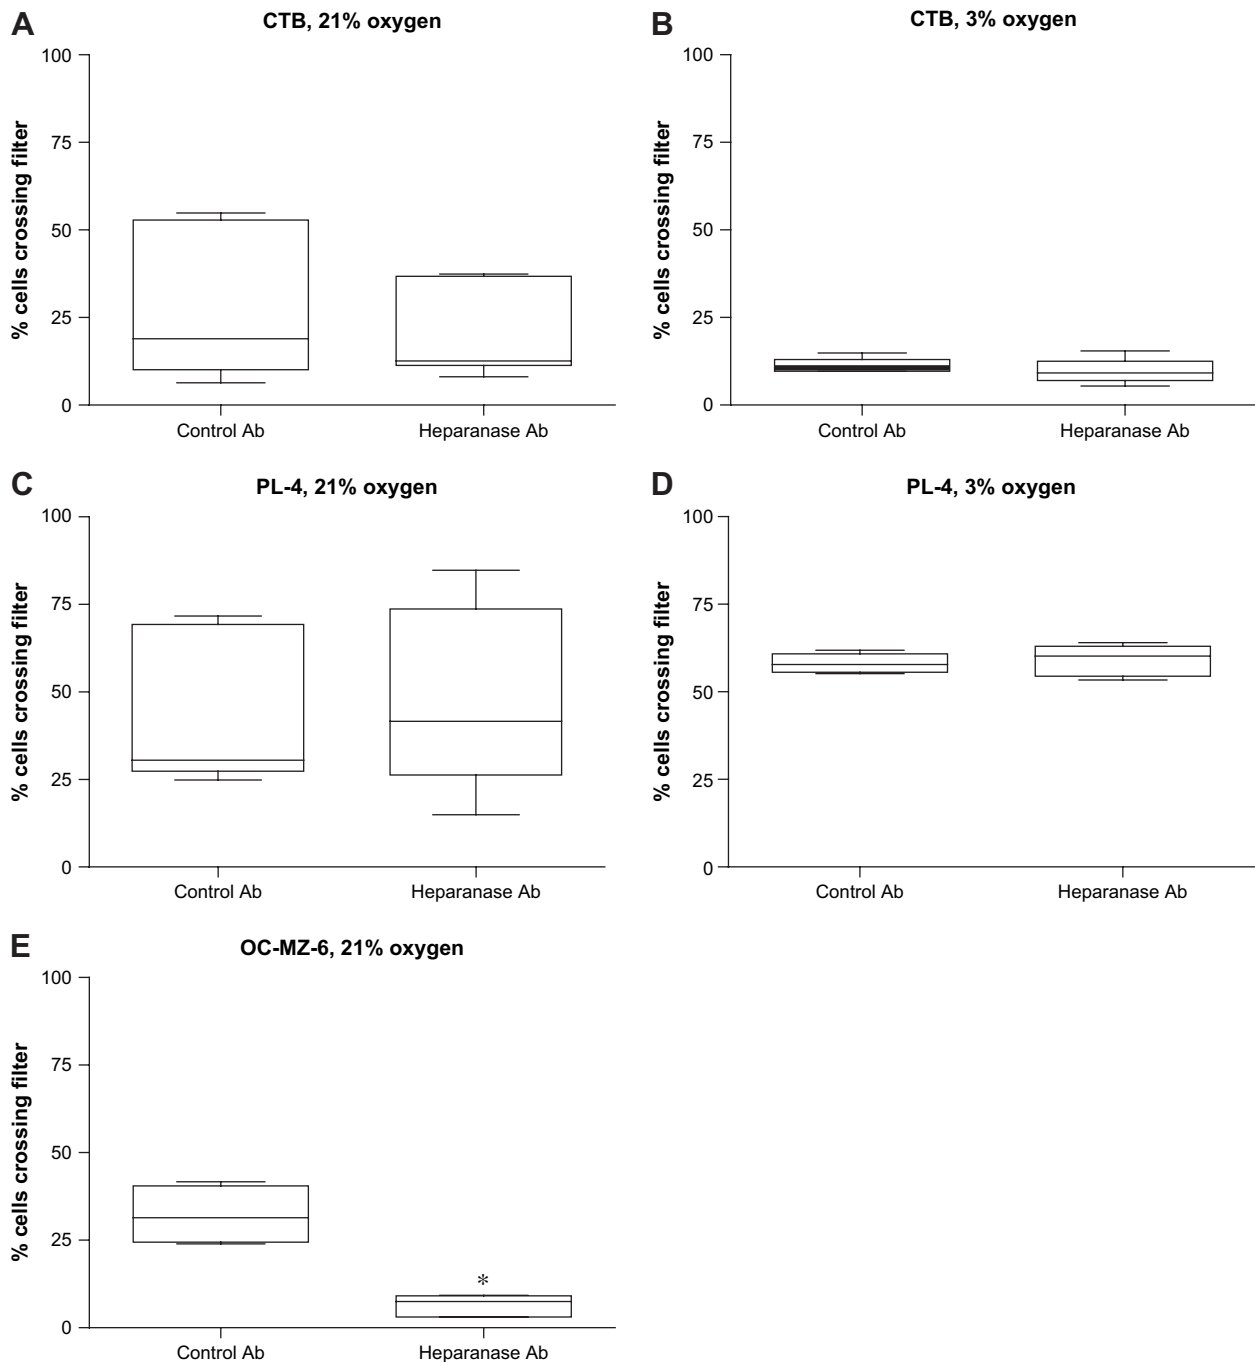 A
CTB, 21% oxygen
% cells crossing filter
100
75
50
25
0
Control Ab Heparanase Ab
B
CTB, 3% oxygen
% cells crossing filter
100
75
50
25
0
Control Ab Heparanase Ab
C
PL-4, 21% oxygen
% cells crossing filter
100
75
50
25
0
Control Ab Heparanase Ab
D
PL-4, 3% oxygen
% cells crossing filter
100
75
50
25
0
Control Ab Heparanase Ab
E
OC-MZ-6, 21% oxygen
% cells crossing filter
100
75
50
25
0
*
Control Ab Heparanase Ab